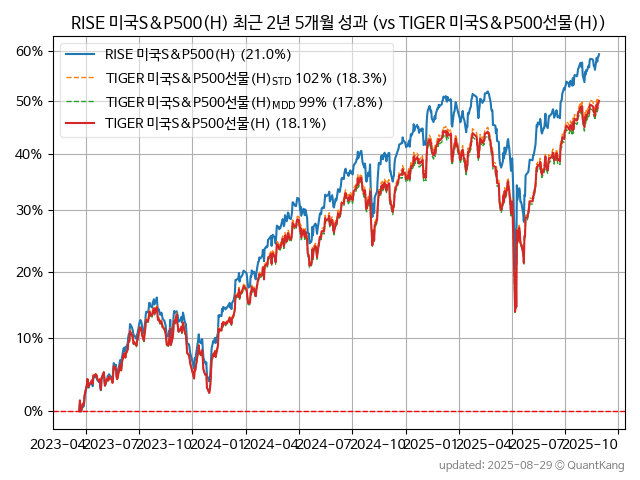 RISE 미국S&P500(H) 최근 2년 5개월 성과 (vs TIGER 미국S&P500선물(H))
RISE 미국S&P500(H) (21.0%)
TIGER 미국S&P500선물(H)STD 102% (18.3%)
TIGER 미국S&P500선물(H)MDD 99% (17.8%)
TIGER 미국S&P500선물(H) (18.1%)
60%
50%
40%
30%
20%
10%
0%
2023-04 2023-07 2023-10 2024-01 2024-04 2024-07 2024-10 2025-01 2025-04 2025-07 2025-10
updated: 2025-08-29 © QuantKang